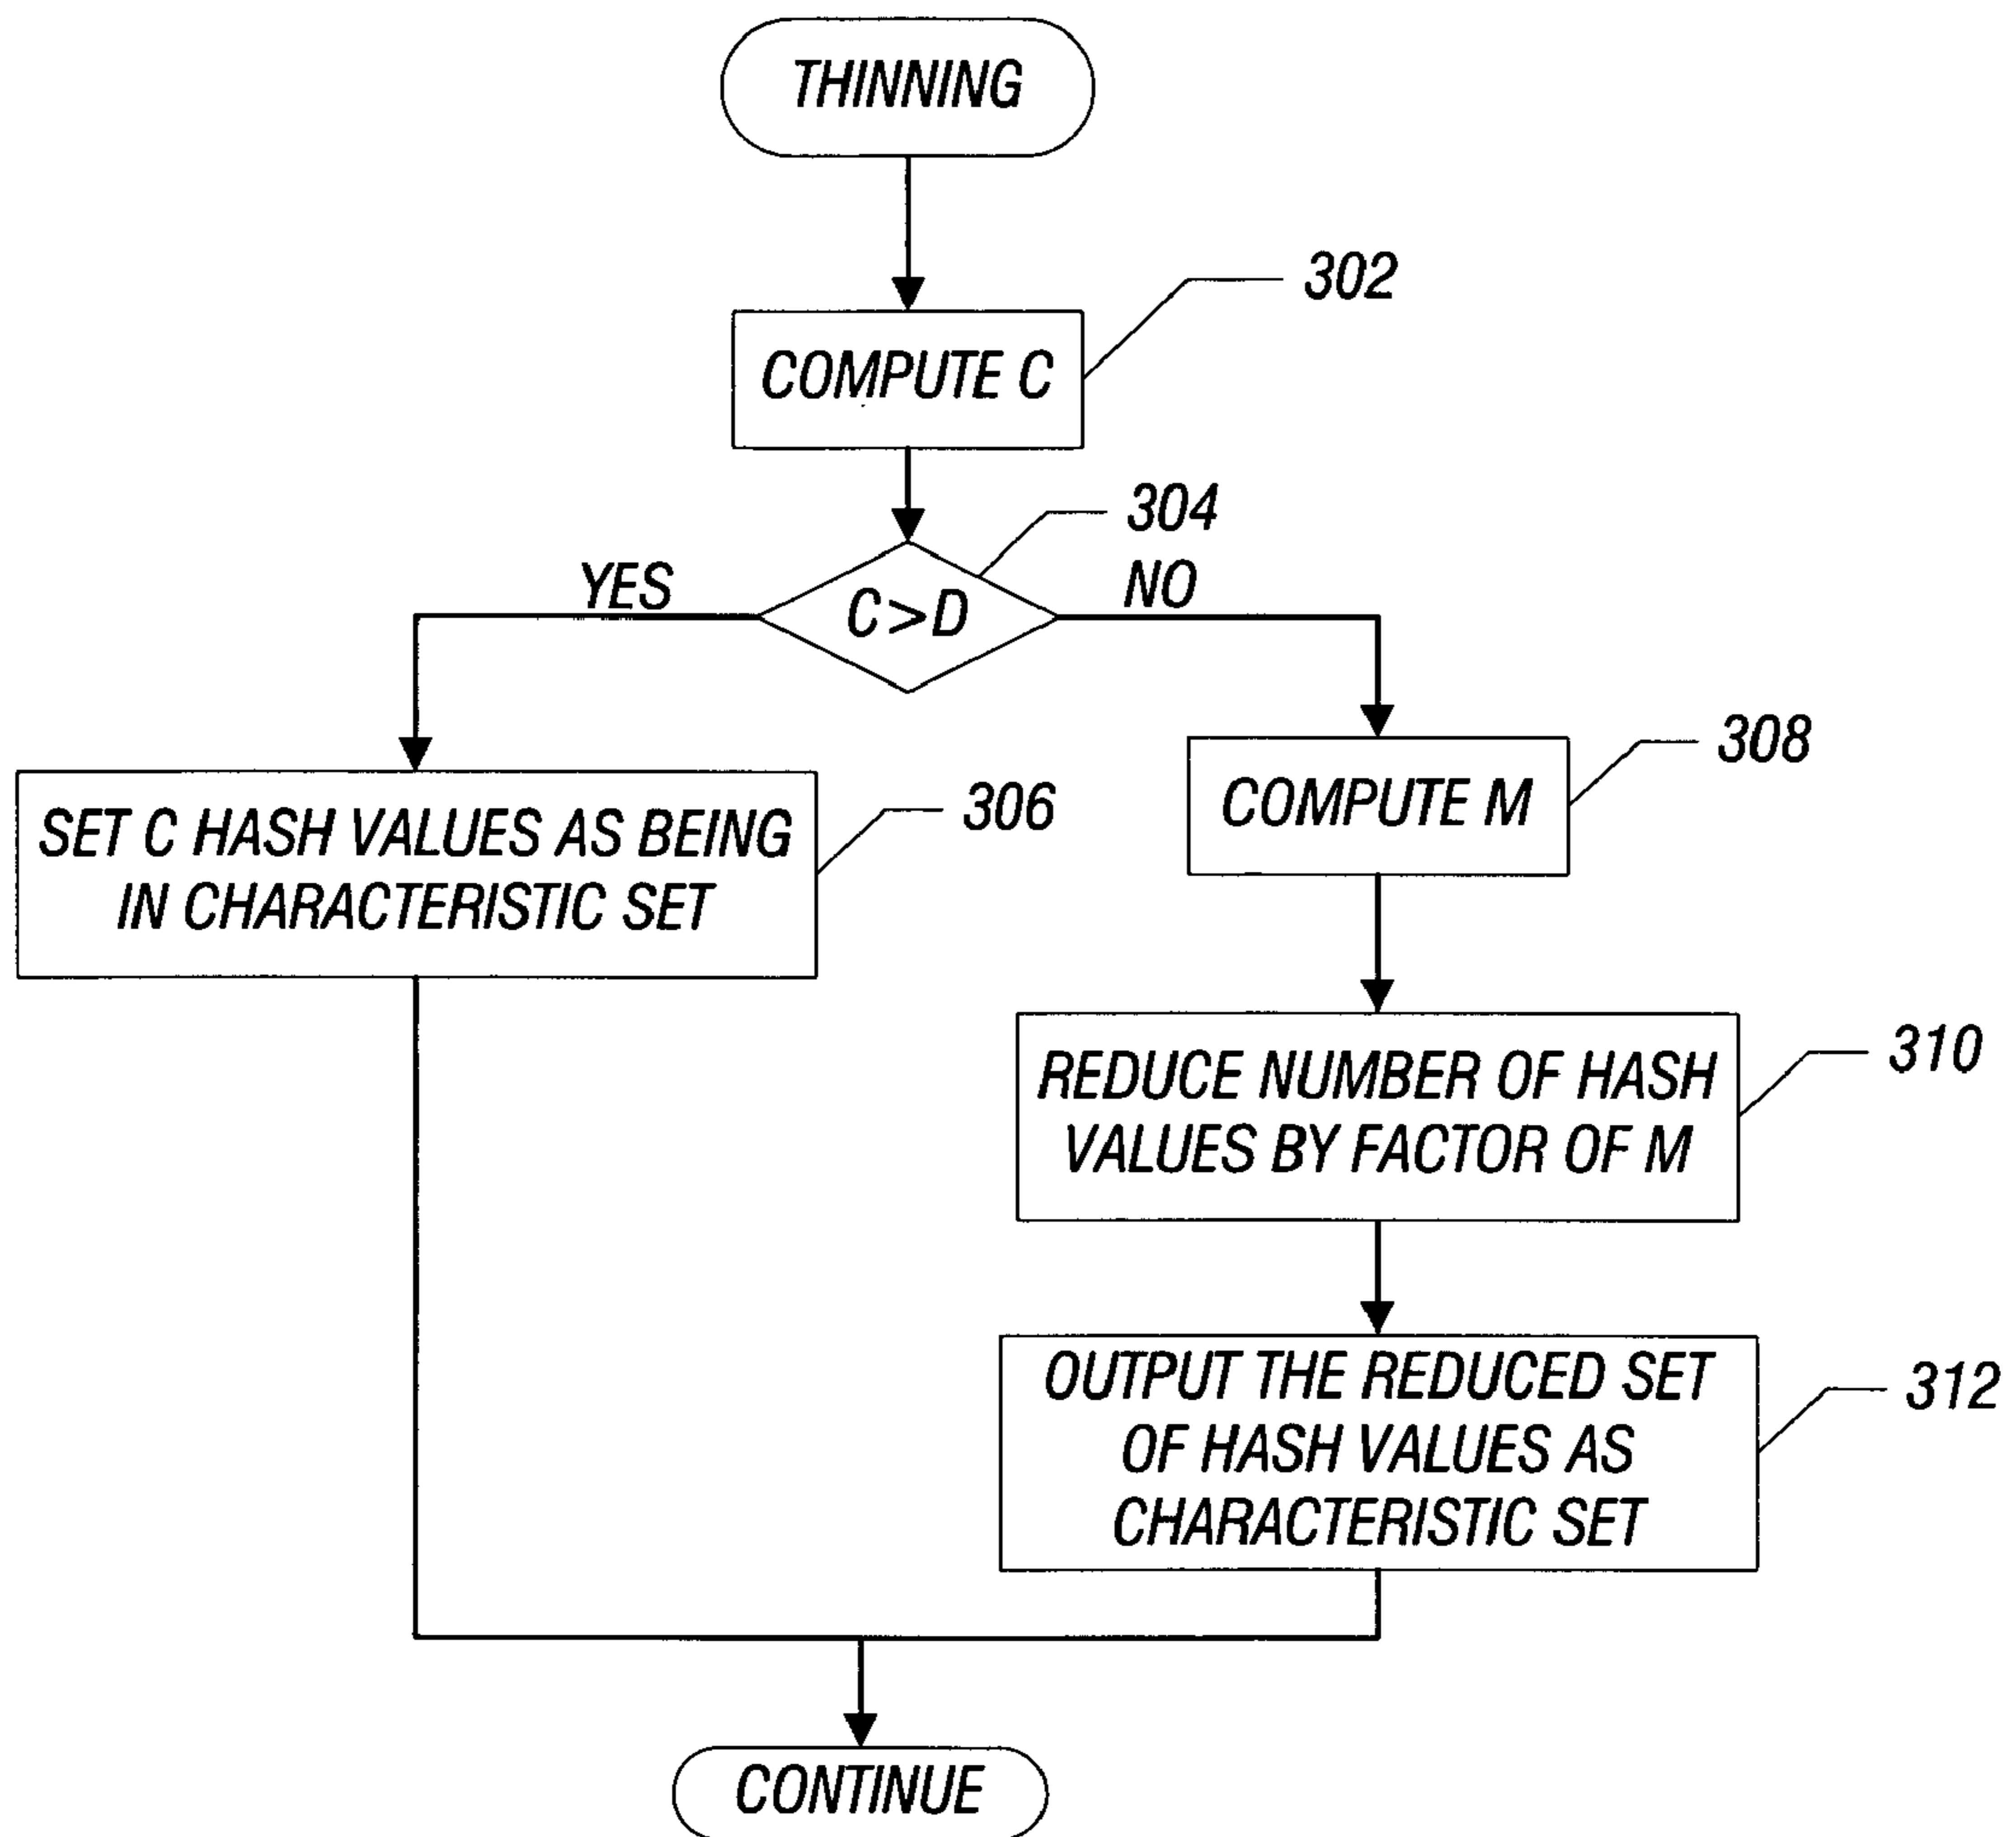 THINNING
302
COMPUTE C
304
YES
NO
C>D
308
COMPUTE M
306
SET C HASH VALUES AS BEING
IN CHARACTERISTIC SET
310
REDUCE NUMBER OF HASH
VALUES BY FACTOR OF M
312
OUTPUT THE REDUCED SET
OF HASH VALUES AS
CHARACTERISTIC SET
CONTINUE